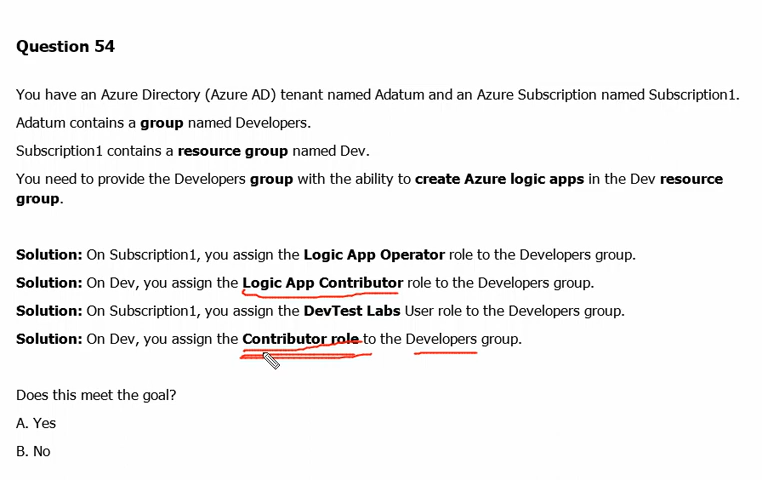 Question 54
You have an Azure Directory (Azure AD) tenant named Adatum and an Azure Subscription named Subscription1.
Adatum contains a group named Developers.
Subscription1 contains a resource group named Dev.
You need to provide the Developers group with the ability to create Azure logic apps in the Dev resource
group.
Solution: On Subscription1, you assign the Logic App Operator role to the Developers group.
Solution: On Dev, you assign the Logic App Contributor role to the Developers group.
Solution: On Subscription1, you assign the DevTest Labs User role to the Developers group.
Solution: On Dev, you assign the Contributor role to the Developers group.
Does this meet the goal?
A. Yes
B. No